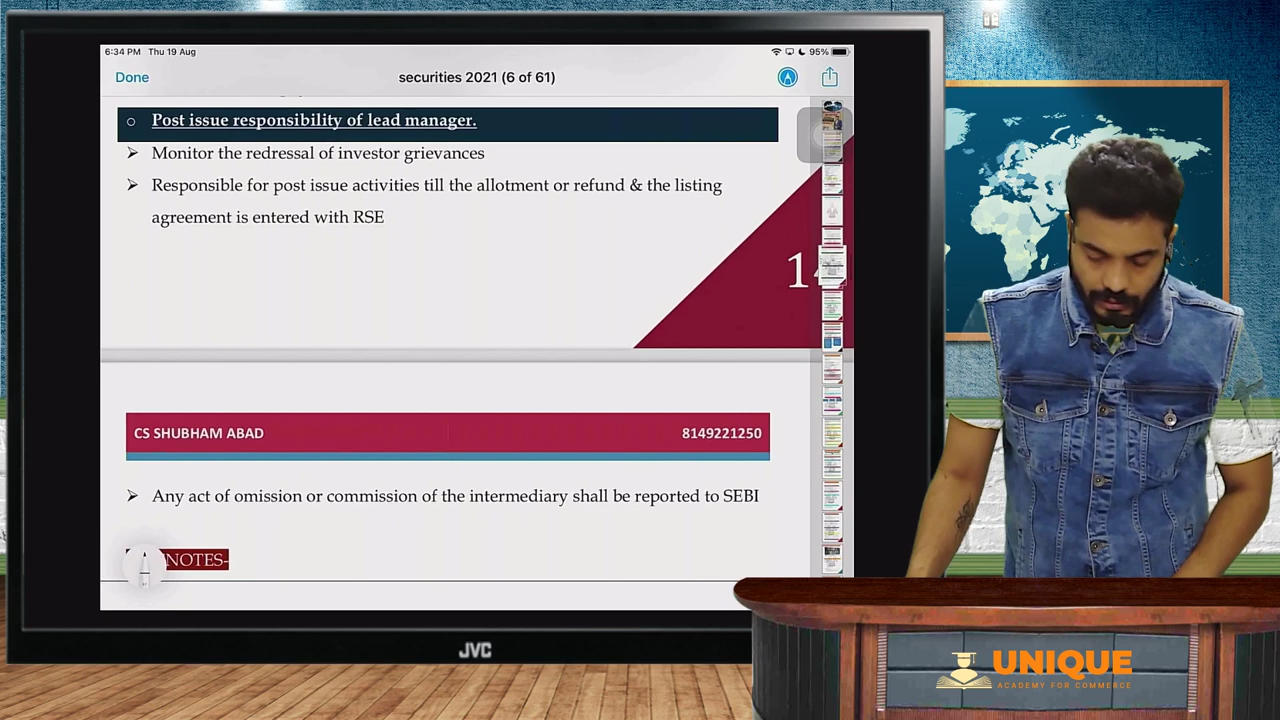 6:34 PM Thu 19 Aug
95%
Done
securities 2021 (6 of 61)
Post issue responsibility of lead manager.
Monitor the redressal of investor grievances
Responsible for post issue activities till the allotment or refund & the listing
agreement is entered with RSE
CS SHUBHAM ABAD
8149221250
Any act of omission or commission of the intermediary shall be reported to SEBI
NOTES-
JVC
UNIQUE
ACADEMY FOR COMMERCE